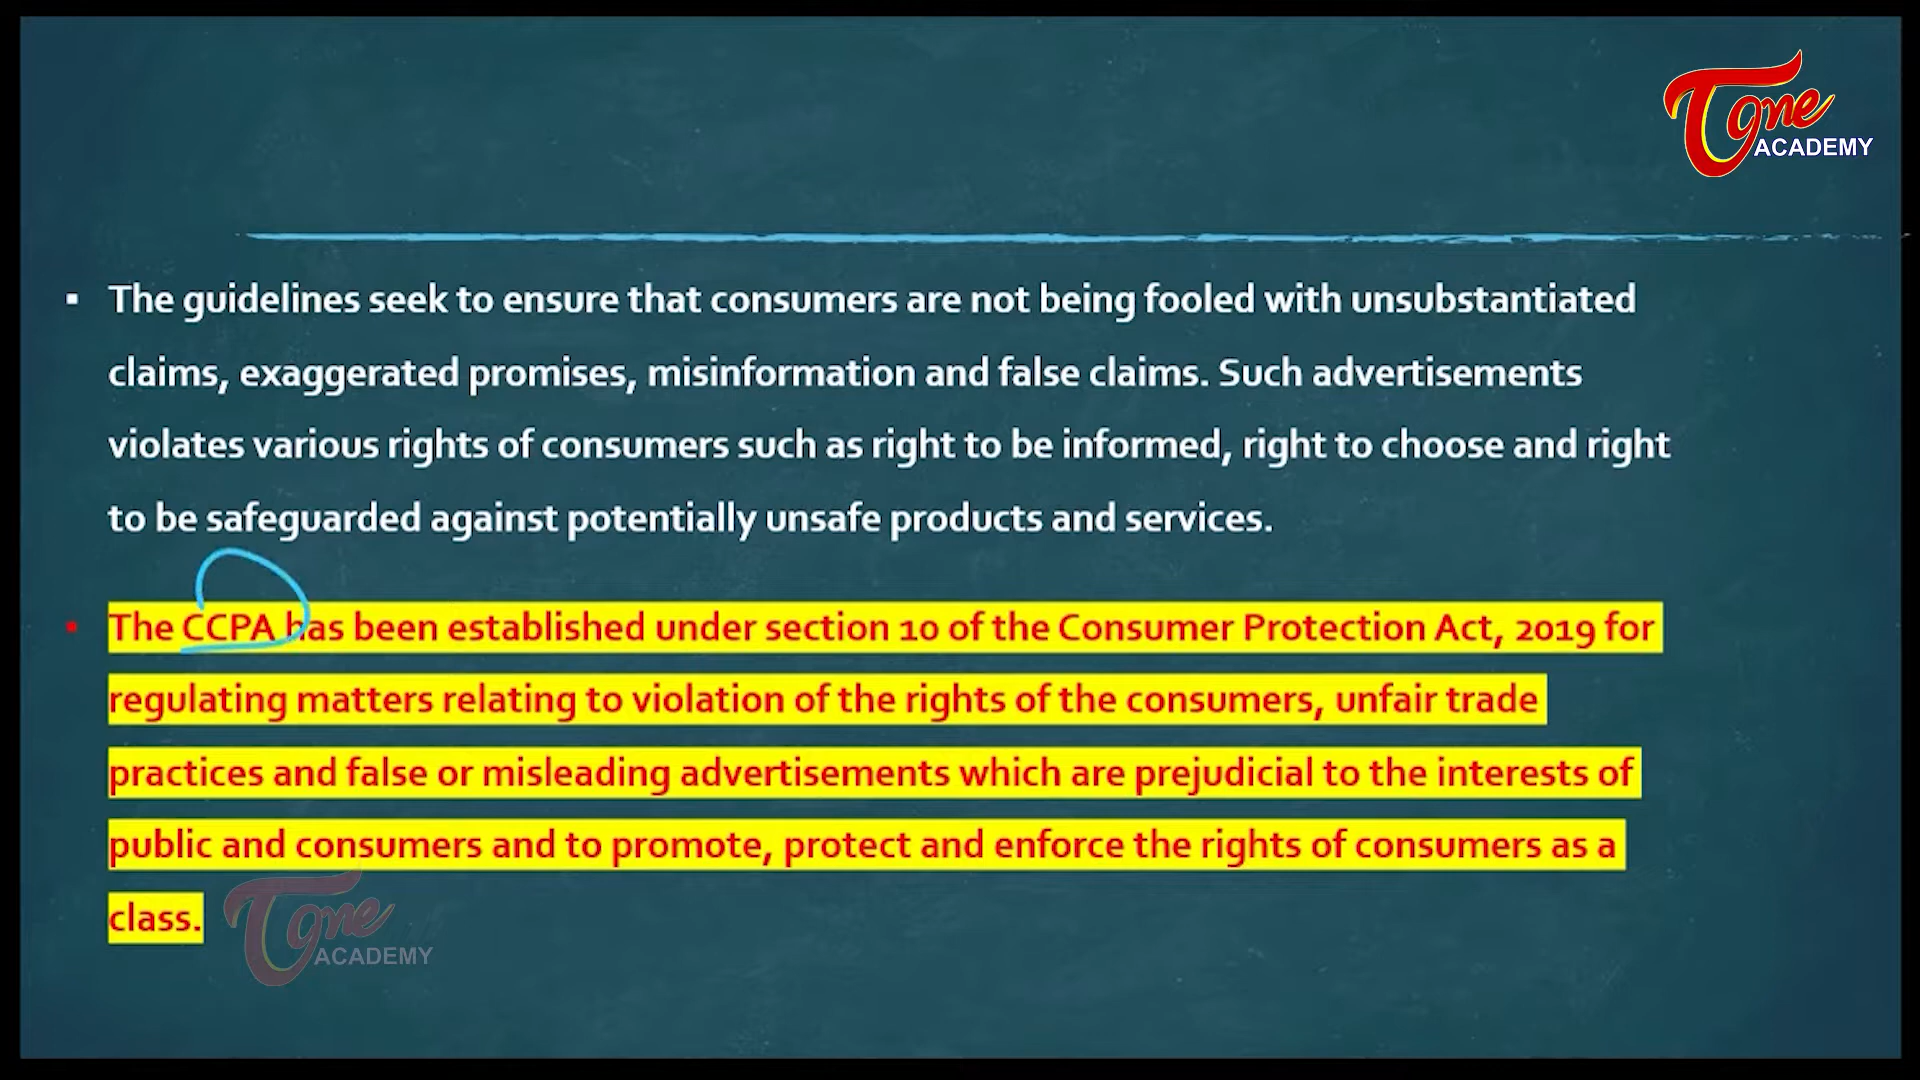 Tone
ACADEMY
▪ The guidelines seek to ensure that consumers are not being fooled with unsubstantiated
claims, exaggerated promises, misinformation and false claims. Such advertisements
violates various rights of consumers such as right to be informed, right to choose and right
to be safeguarded against potentially unsafe products and services.
▪ The CCPA has been established under section 10 of the Consumer Protection Act, 2019 for
regulating matters relating to violation of the rights of the consumers, unfair trade
practices and false or misleading advertisements which are prejudicial to the interests of
public and consumers and to promote, protect and enforce the rights of consumers as a
class.
Tone
ACADEMY